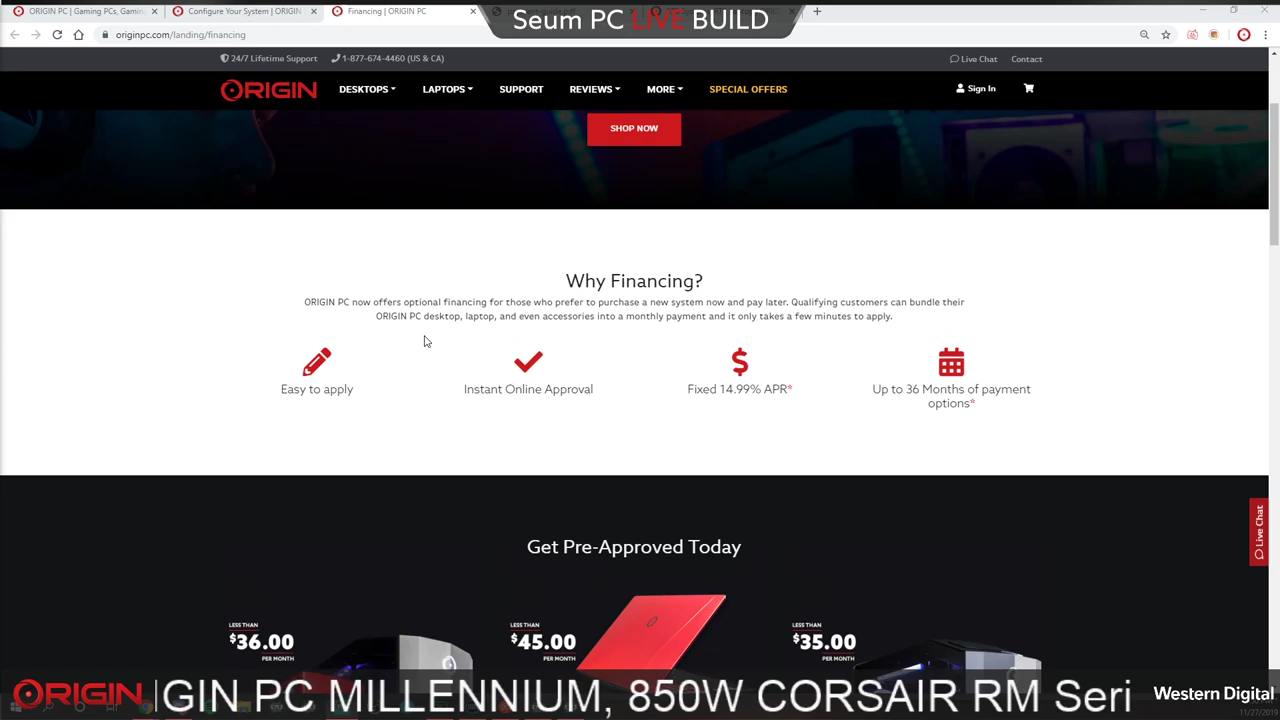 ORIGIN PC | Gaming PCs, Gamin
Configure Your System | ORIGIN
Financing | ORIGIN PC
Seum PC LIVE BUILD
originpc.com/landing/financing
24/7 Lifetime Support
1-877-674-4460 (US & CA)
Live Chat
Contact
ORIGIN
DESKTOPS
LAPTOPS
SUPPORT
REVIEWS
MORE
SPECIAL OFFERS
Sign In
SHOP NOW
Why Financing?
ORIGIN PC now offers optional financing for those who prefer to purchase a new system now and pay later. Qualifying customers can bundle their
ORIGIN PC desktop, laptop, and even accessories into a monthly payment and it only takes a few minutes to apply.
Easy to apply
Instant Online Approval
Fixed 14.99% APR*
Up to 36 Months of payment
options*
Live Chat
Get Pre-Approved Today
LESS THAN
$36.00
PER MONTH
LESS THAN
$45.00
PER MONTH
LESS THAN
$35.00
PER MONTH
ORIGIN
IGIN PC MILLENNIUM, 850W CORSAIR RM Seri
Western Digital
11/27/2019